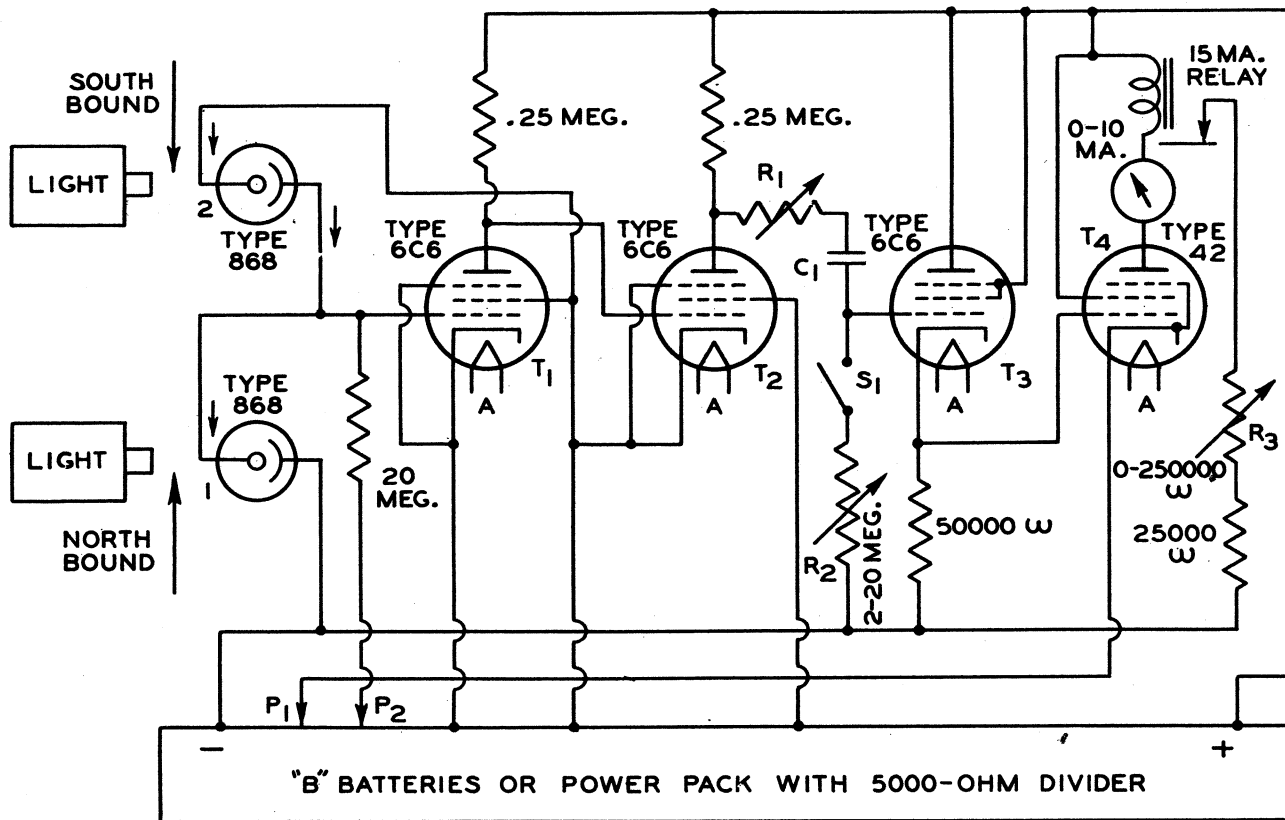 SOUTH
BOUND
LIGHT
2
TYPE
868
.25 MEG.
.25 MEG.
15 MA.
RELAY
0-10
MA.
R1
C1
TYPE
6C6
TYPE
6C6
TYPE
6C6
T4
TYPE
42
T1
T2
S1
T3
A
A
A
A
TYPE
868
LIGHT
1
NORTH
BOUND
20
MEG.
R2
2-20 MEG.
50000 ω
R3
0-250000
ω
25000
ω
P1
P2
−
+
"B" BATTERIES OR POWER PACK WITH 5000-OHM DIVIDER